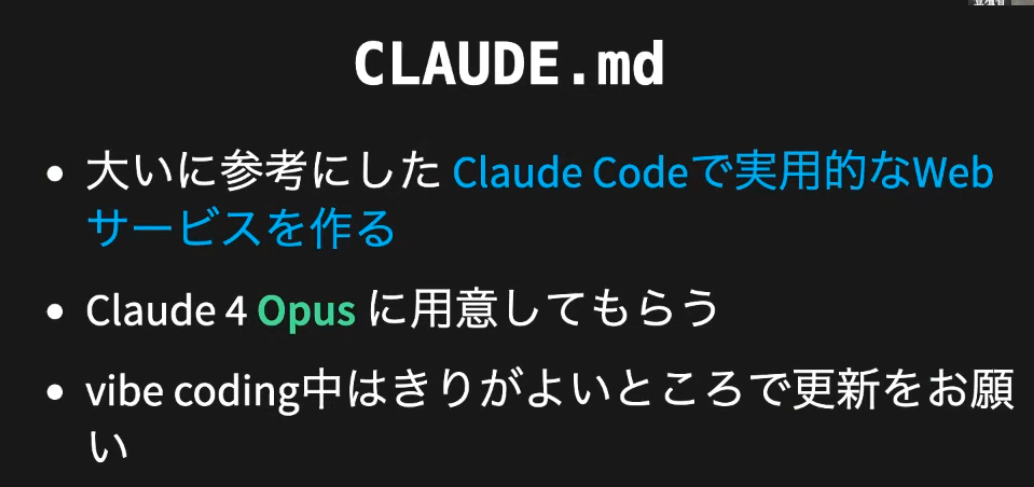 CLAUDE.md
大いに参考にした Claude Codeで実用的なWeb
サービスを作る
Claude 4 Opus に用意してもらう
vibe coding中はきりがよいところで更新をお願
い